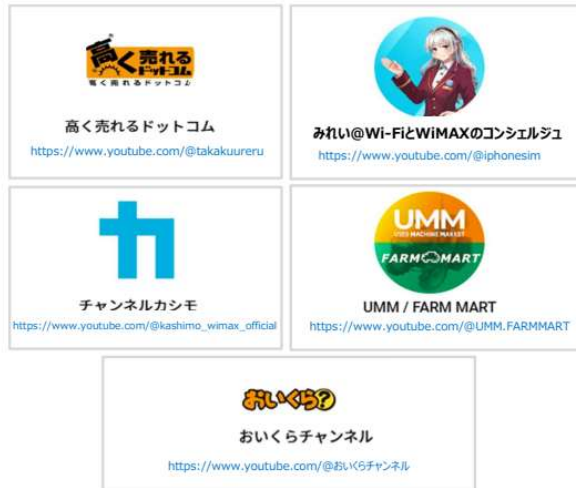 高く売れる
ドットコム
高く売れるドットコム
高く売れるドットコム
https://www.youtube.com/@takakuureru
みれい@Wi-FiとWiMAXのコンシェルジュ
https://www.youtube.com/@iphonesim
カ
チャンネルカシモ
https://www.youtube.com/@kashimo_wimax_official
UMM
USED MACHINE MARKET
FARM MART
UMM / FARM MART
https://www.youtube.com/@UMM.FARMMART
おいくら?
おいくらチャンネル
https://www.youtube.com/@おいくらチャンネル